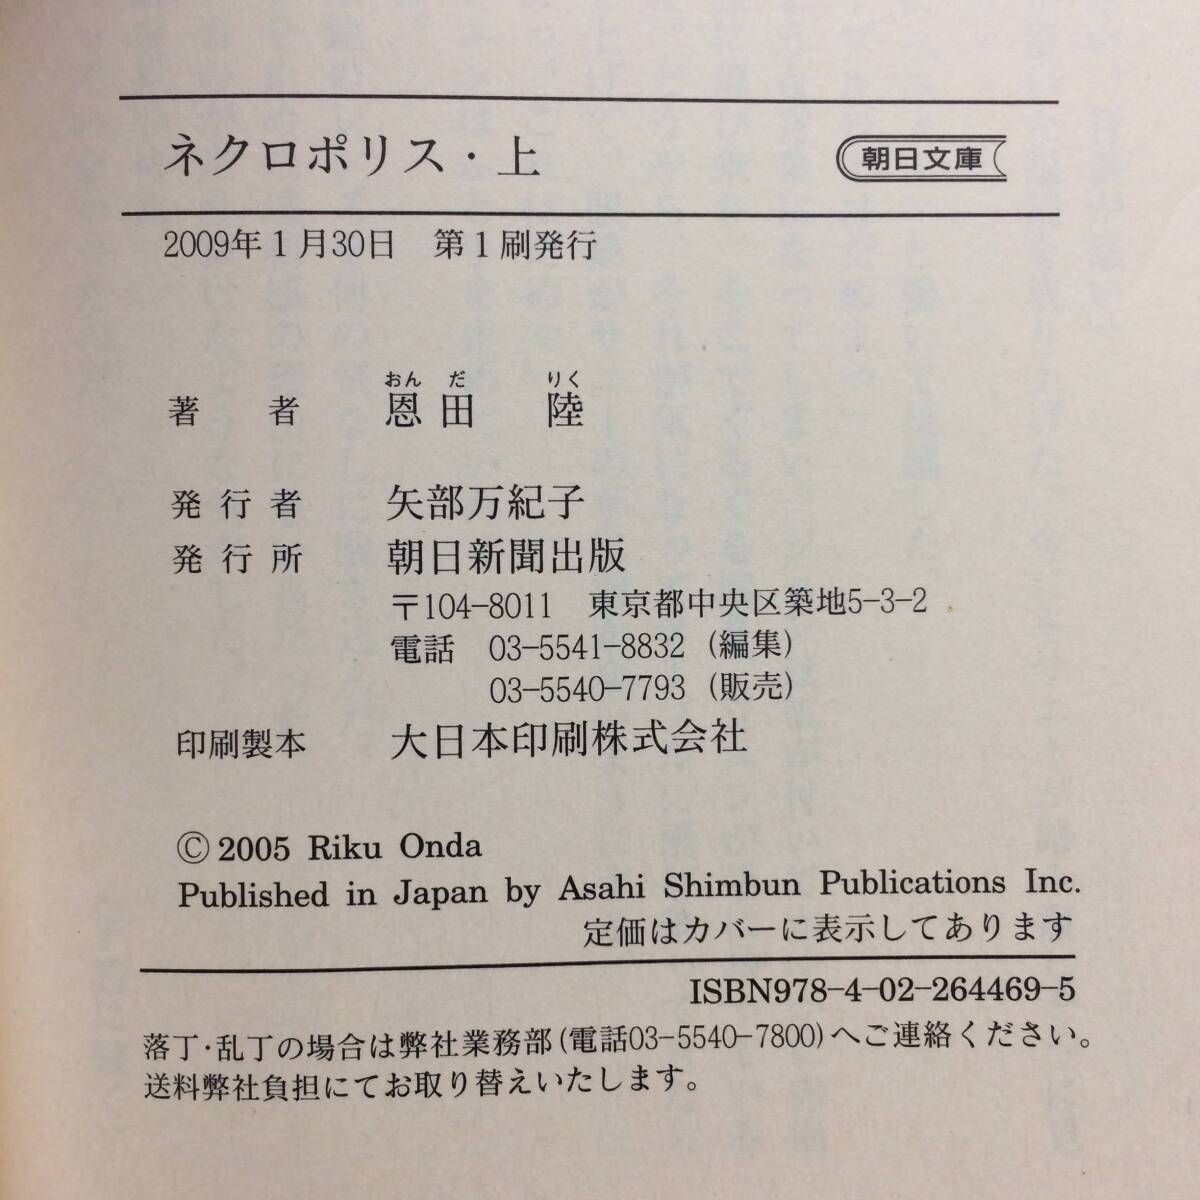 ネクロポリス・上
朝日文庫
2009年1月30日　第1刷発行
おんだ　りく
著者　恩田　陸
発行者　矢部万紀子
発行所　朝日新聞出版
〒104-8011　東京都中央区築地5-3-2
電話　03-5541-8832（編集）
03-5540-7793（販売）
印刷製本　大日本印刷株式会社
© 2005 Riku Onda
Published in Japan by Asahi Shimbun Publications Inc.
定価はカバーに表示してあります
ISBN978-4-02-264469-5
落丁・乱丁の場合は弊社業務部（電話03-5540-7800）へご連絡ください。
送料弊社負担にてお取り替えいたします。